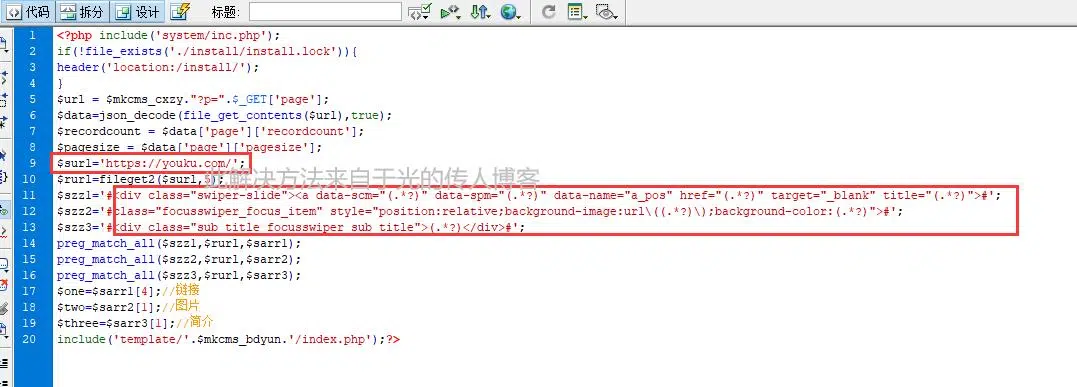 代码 拆分 设计 标题:
1 <?php include('system/inc.php');
2 if(!file_exists('./install/install.lock')){
3 header('location:/install/');
4 }
5 $url = $mkcms_cxzy."?p=".$_GET['page'];
6 $data=json_decode(file_get_contents($url),true);
7 $recordcount = $data['page']['recordcount'];
8 $pagesize = $data['page']['pagesize'];
9 $surl='https://youku.com/';
10 $rurl=fileget2($surl,5);
此解决方法来自于光的传人博客
11 $szz1='#<div class="swiper-slide"><a data-scm="(.*?)" data-spm="(.*?)" data-name="a_pos" href="(.*?)" target="_blank" title="(.*?)">#';
12 $szz2='#class="focusswiper_focus_item" style="position:relative;background-image:url\((.*?)\);background-color:(.*?)">#';
13 $szz3='#<div class="sub_title focusswiper_sub_title">(.*?)</div>#';
14 preg_match_all($szz1,$rurl,$sarr1);
15 preg_match_all($szz2,$rurl,$sarr2);
16 preg_match_all($szz3,$rurl,$sarr3);
17 $one=$sarr1[4];//链接
18 $two=$sarr2[1];//图片
19 $three=$sarr3[1];//简介
20 include('template/'.$mkcms_bdyun.'/index.php');?>